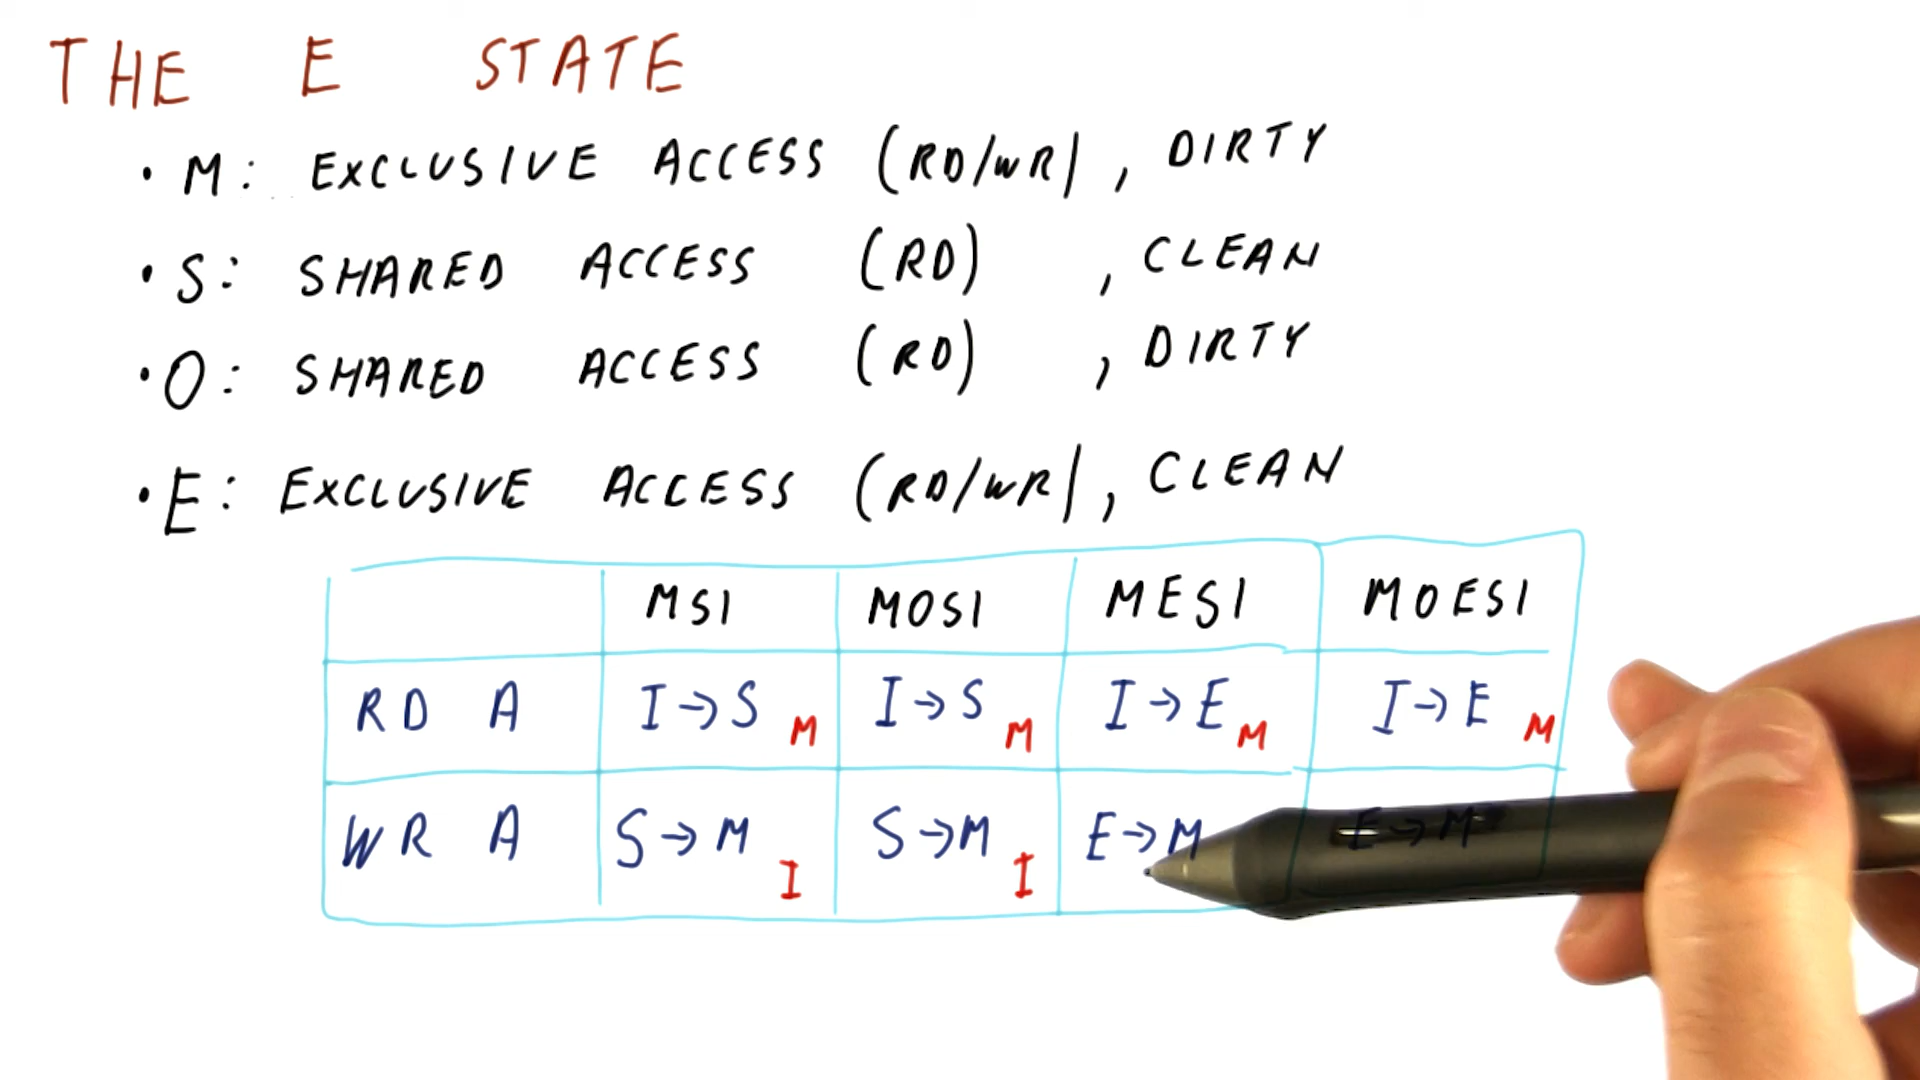 THE E STATE
• M: EXCLUSIVE ACCESS (RD/WR), DIRTY
• S: SHARED ACCESS (RD) , CLEAN
• O: SHARED ACCESS (RD) , DIRTY
• E: EXCLUSIVE ACCESS (RD/WR), CLEAN
MSI MOSI MESI MOESI
RD A I→S M I→S M I→E M I→E M
WR A S→M I S→M I E→M E→M